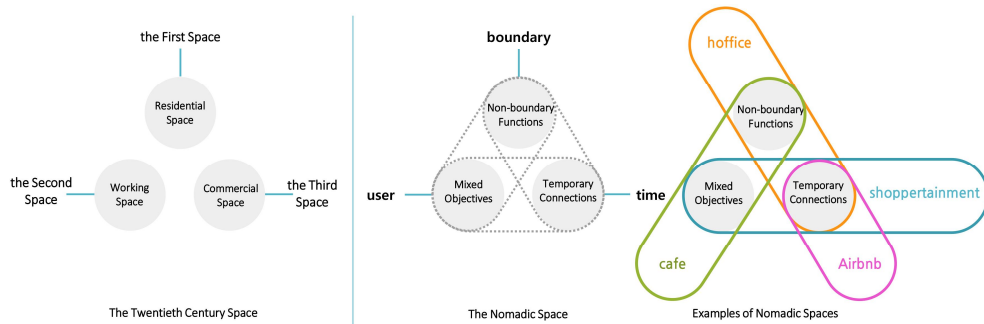 the First Space
Residential
Space
the Second
Space
Working
Space
Commercial
Space
the Third
Space
The Twentieth Century Space
boundary
Non-boundary
Functions
user
Mixed
Objectives
Temporary
Connections
time
The Nomadic Space
hoffice
Non-boundary
Functions
Mixed
Objectives
Temporary
Connections
shoppertainment
cafe
Airbnb
Examples of Nomadic Spaces